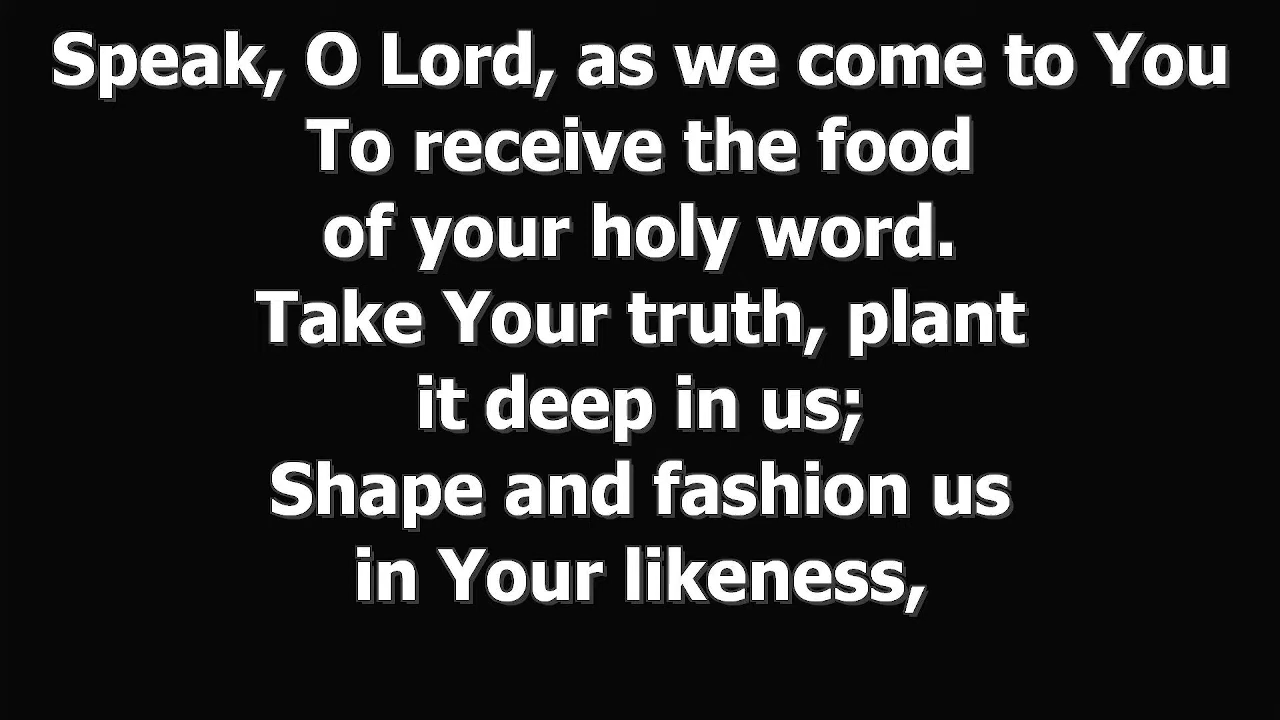 Speak, O Lord, as we come to You
To receive the food
of your holy word.
Take Your truth, plant
it deep in us;
Shape and fashion us
in Your likeness,